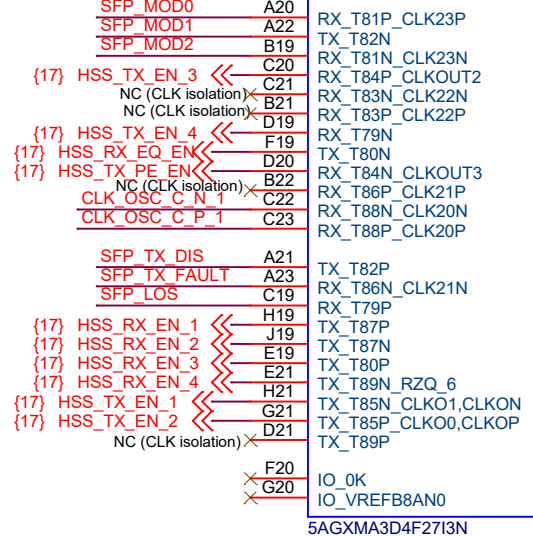 SFP_MOD0 A20 RX_T81P_CLK23P
SFP_MOD1 A22 TX_T82N
SFP_MOD2 B19 RX_T81N_CLK23N
{17} HSS_TX_EN_3 C20 RX_T84P_CLKOUT2
NC (CLK isolation) C21 RX_T83N_CLK22N
NC (CLK isolation) B21 RX_T83P_CLK22P
{17} HSS_TX_EN_4 D19 RX_T79N
{17} HSS_RX_EQ_EN F19 TX_T80N
{17} HSS_TX_PE_EN D20 RX_T84N_CLKOUT3
NC (CLK isolation) B22 RX_T86P_CLK21P
CLK_OSC_C_N_1 C22 RX_T88N_CLK20N
CLK_OSC_C_P_1 C23 RX_T88P_CLK20P
SFP_TX_DIS A21 TX_T82P
SFP_TX_FAULT A23 RX_T86N_CLK21N
SFP_LOS C19 RX_T79P
{17} HSS_RX_EN_1 H19 TX_T87P
{17} HSS_RX_EN_2 J19 TX_T87N
{17} HSS_RX_EN_3 E19 TX_T80P
{17} HSS_RX_EN_4 E21 TX_T89N_RZQ_6
{17} HSS_TX_EN_1 H21 TX_T85N_CLKO1,CLKON
{17} HSS_TX_EN_2 G21 TX_T85P_CLKO0,CLKOP
NC (CLK isolation) D21 TX_T89P
F20 IO_0K
G20 IO_VREFB8AN0
5AGXMA3D4F27I3N